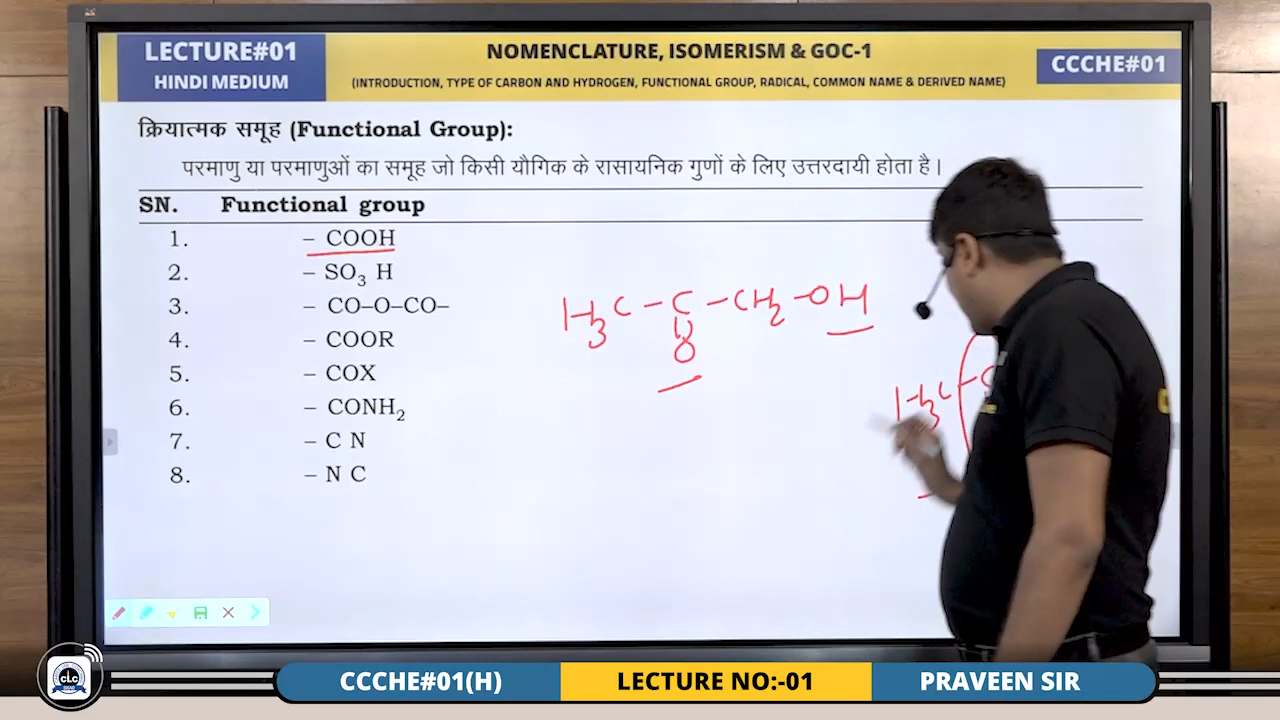 LECTURE#01
HINDI MEDIUM
NOMENCLATURE, ISOMERISM & GOC-1
(INTRODUCTION, TYPE OF CARBON AND HYDROGEN, FUNCTIONAL GROUP, RADICAL, COMMON NAME & DERIVED NAME)
CCCHE#01
क्रियात्मक समूह (Functional Group):
परमाणु या परमाणुओं का समूह जो किसी यौगिक के रासायनिक गुणों के लिए उत्तरदायी होता है।
SN. Functional group
1. – COOH
2. – SO₃ H
3. – CO–O–CO–
4. – COOR
5. – COX
6. – CONH₂
7. – C N
8. – N C
H₃C – C – CH₂ – OH
O
H₃C – C
CLC
CCCHE#01(H)
LECTURE NO:-01
PRAVEEN SIR